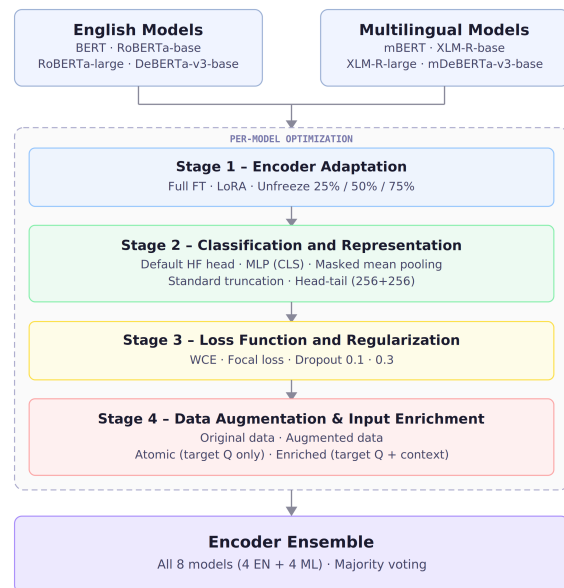 English Models
BERT · RoBERTa-base
RoBERTa-large · DeBERTa-v3-base
Multilingual Models
mBERT · XLM-R-base
XLM-R-large · mDeBERTa-v3-base
PER-MODEL OPTIMIZATION
Stage 1 – Encoder Adaptation
Full FT · LoRA · Unfreeze 25% / 50% / 75%
Stage 2 – Classification and Representation
Default HF head · MLP (CLS) · Masked mean pooling
Standard truncation · Head-tail (256+256)
Stage 3 – Loss Function and Regularization
WCE · Focal loss · Dropout 0.1 · 0.3
Stage 4 – Data Augmentation & Input Enrichment
Original data · Augmented data
Atomic (target Q only) · Enriched (target Q + context)
Encoder Ensemble
All 8 models (4 EN + 4 ML) · Majority voting